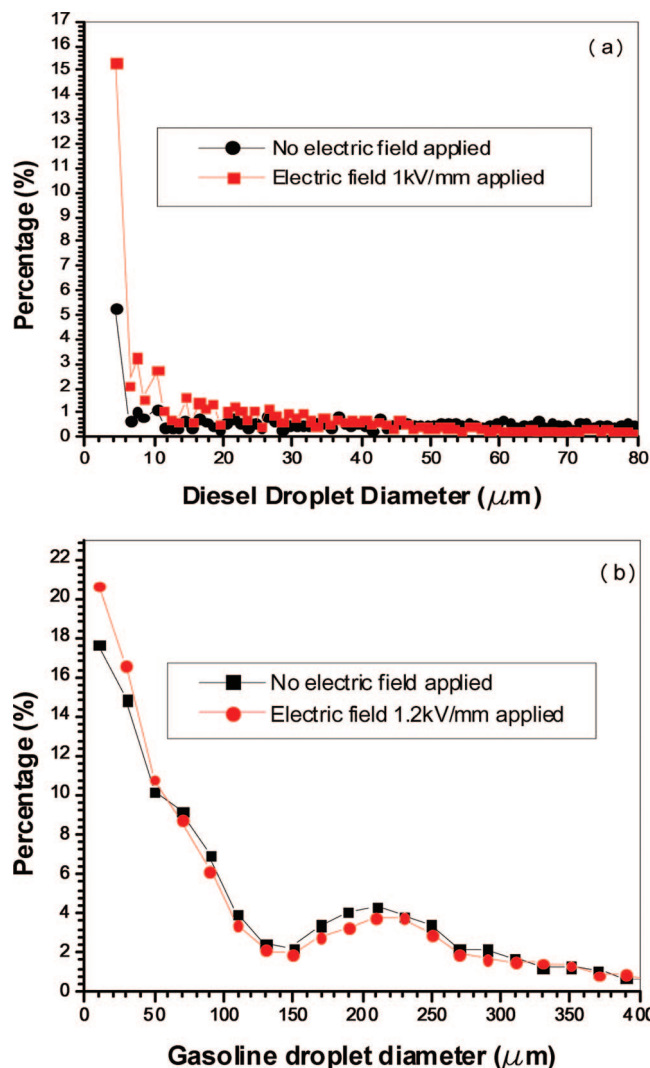 17
16
(a)
15
14
13
12
No electric field applied
11
Electric field 1kV/mm applied
10
9
8
7
6
5
4
3
2
1
0
Percentage (%)
0 10 20 30 40 50 60 70 80
Diesel Droplet Diameter (μm)
22
(b)
20
18
16
No electric field applied
14
Electric field 1.2kV/mm applied
12
10
8
6
4
2
0
Percentage (%)
0 50 100 150 200 250 300 350 400
Gasoline droplet diameter (μm)